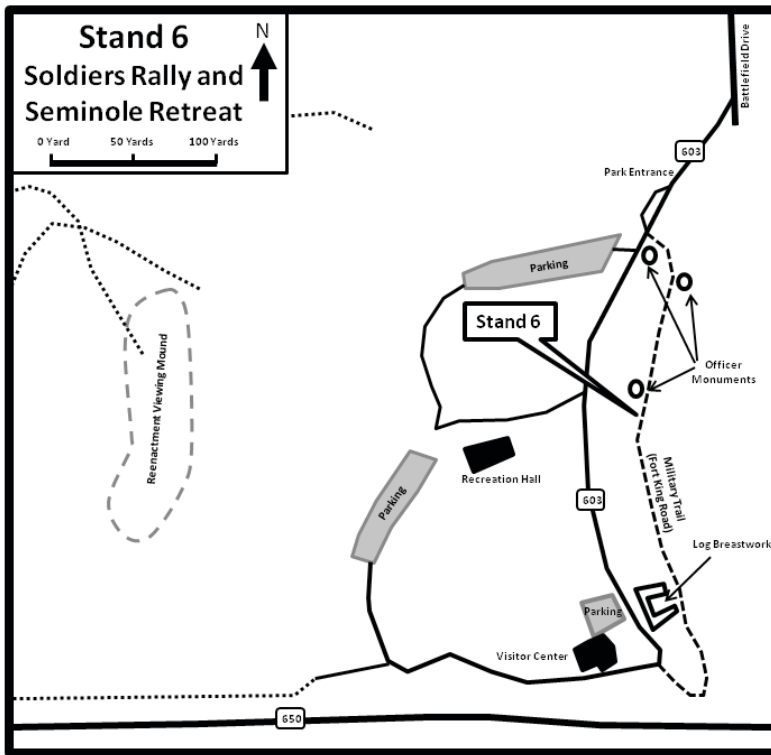 Stand 6
Soldiers Rally and
Seminole Retreat
N
0 Yard 50 Yards 100 Yards
Battlefield Drive
603
Park Entrance
Parking
Stand 6
Officer
Monuments
Reenactment Viewing Mound
Recreation Hall
Parking
Military Trail
(Fort King Road)
603
Log Breastwork
Parking
Visitor Center
650